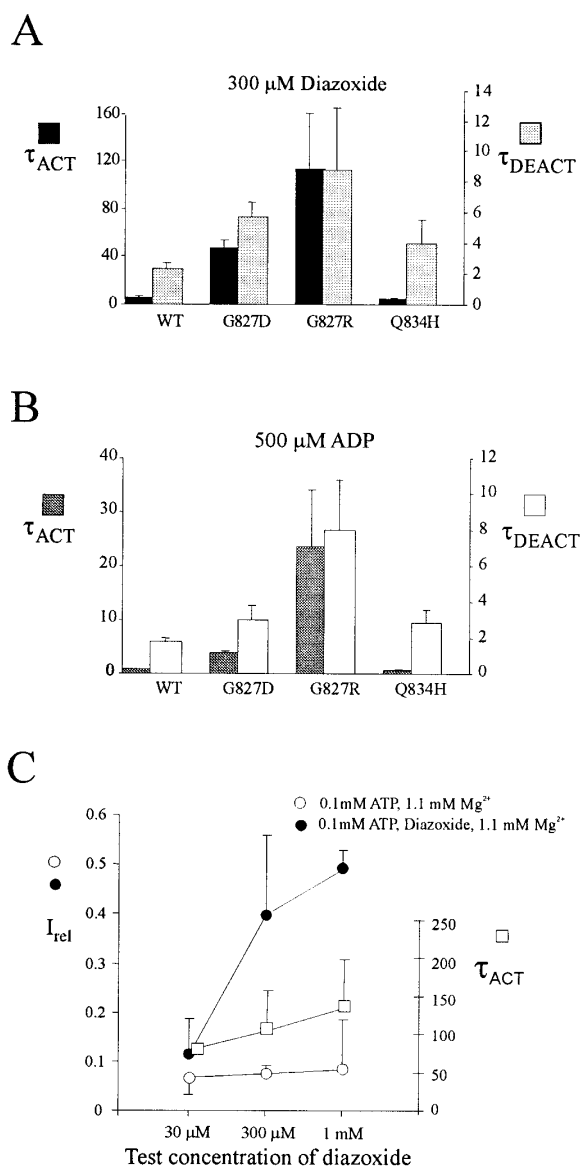 A
300 μM Diazoxide
τACT
τDEACT
160
120
80
40
0
14
12
10
8
6
4
2
0
WT
G827D
G827R
Q834H
B
500 μM ADP
τACT
τDEACT
40
30
20
10
0
12
10
8
6
4
2
0
WT
G827D
G827R
Q834H
C
0.1mM ATP, 1.1 mM Mg²⁺
0.1mM ATP, Diazoxide, 1.1 mM Mg²⁺
Irel
τACT
0.6
0.5
0.4
0.3
0.2
0.1
0
250
200
150
100
50
000
30 μM
300 μM
1 mM
Test concentration of diazoxide